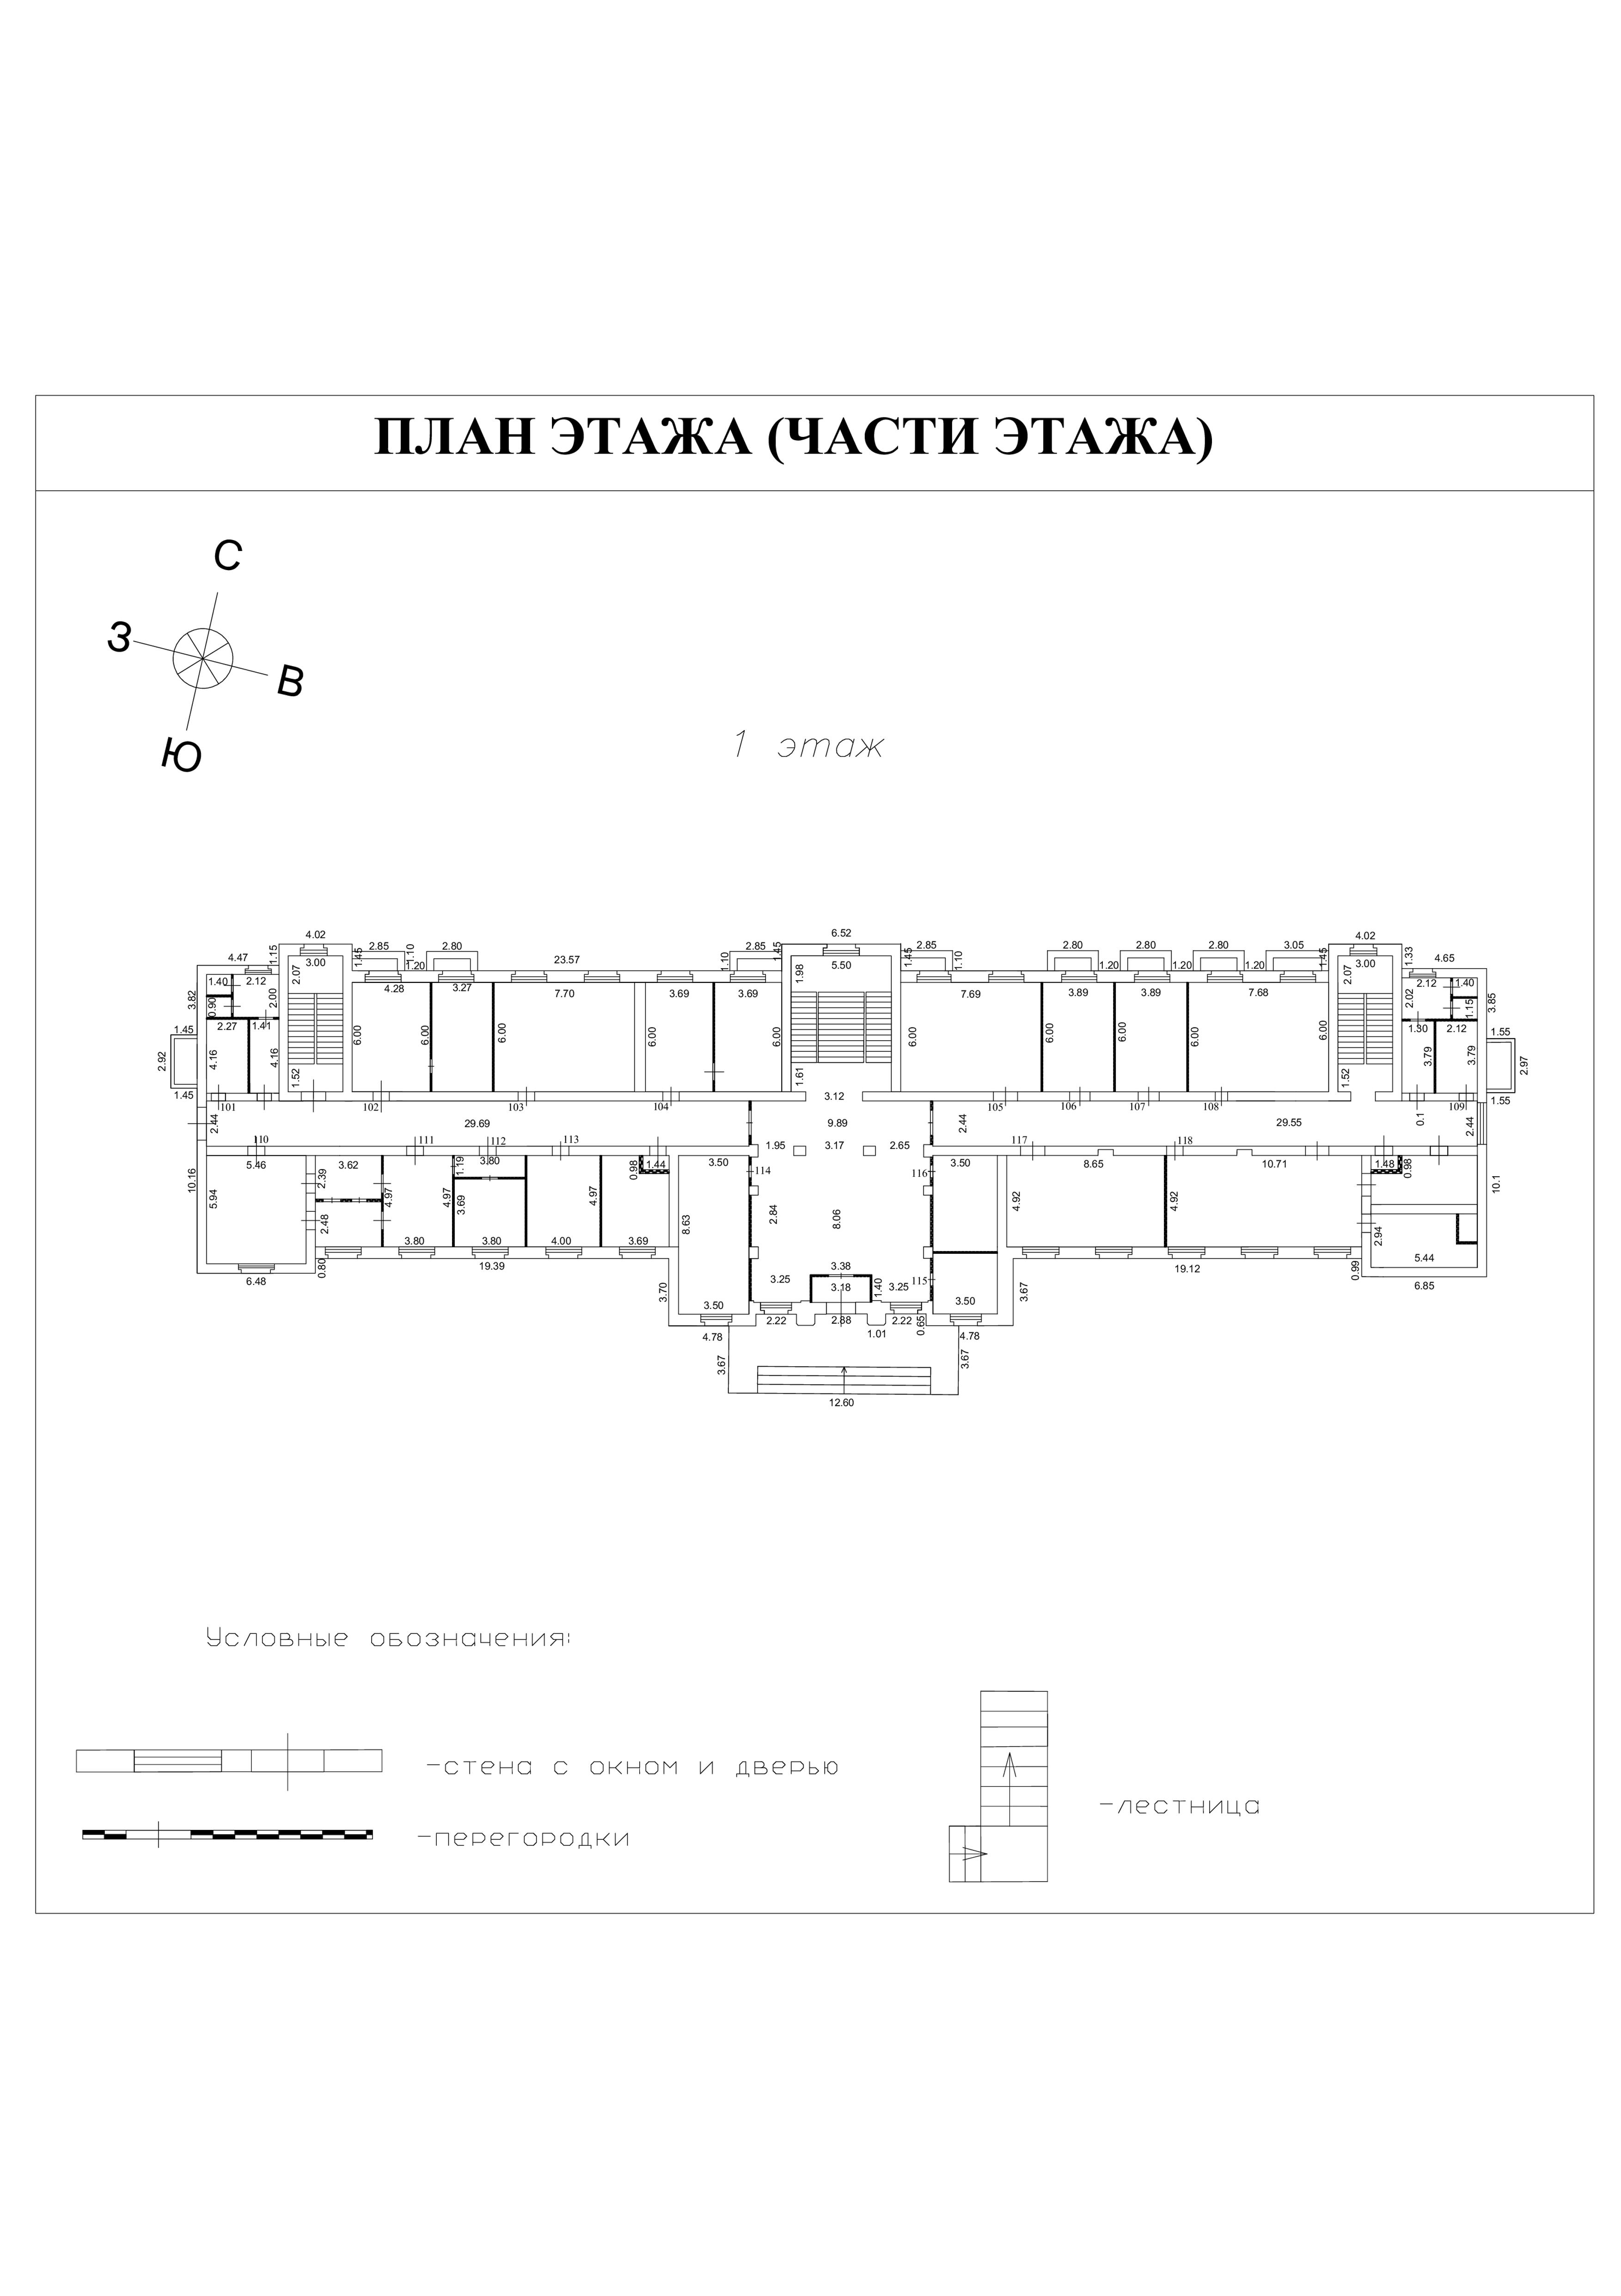 ПЛАН ЭТАЖА (ЧАСТИ ЭТАЖА)
С
З
В
Ю
1 этаж
4.02 6.52 4.02
4.47 1.15 1.45 2.85 1.10 2.80 23.57 2.85 1.45 2.85 1.45 1.10 2.80 2.80 2.80 3.05 1.45 1.33 4.65
3.00 1.20 1.10 5.50 1.20 1.20 1.20 3.00
1.40 2.12 2.07 4.28 3.27 7.70 3.69 3.69 1.98 7.69 3.89 3.89 7.68 2.07 2.12 1.40
3.82 0.90 2.00 2.02 1.15 3.85
1.45 2.27 1.41 6.00 6.00 6.00 6.00 6.00 6.00 6.00 6.00 6.00 6.00 1.30 2.12 1.55
2.92 4.16 4.16 3.79 3.79 2.97
1.45 1.52 1.61 1.52 1.55
101 102 103 104 3.12 105 106 107 108 109
2.44 29.69 9.89 2.44 29.55 0.1 2.44
110 111 112 113 1.95 3.17 2.65 117 118
10.16 5.46 3.62 1.19 3.80 0.98 1.44 3.50 114 116 3.50 8.65 10.71 1.48 0.98 10.1
5.94 2.39 4.97 4.97 3.69 4.97 4.92 4.92
2.48 8.63 2.84 8.06 2.94
3.80 3.80 4.00 3.69 5.44
6.48 0.80 19.39 3.38 19.12 0.99 6.85
3.70 3.25 3.18 1.40 3.25 115 3.67
3.50 3.50
2.22 2.88 2.22 0.65
4.78 1.01 4.78
3.67 3.67
12.60
Условные обозначения:
-стена с окном и дверью
-лестница
-перегородки